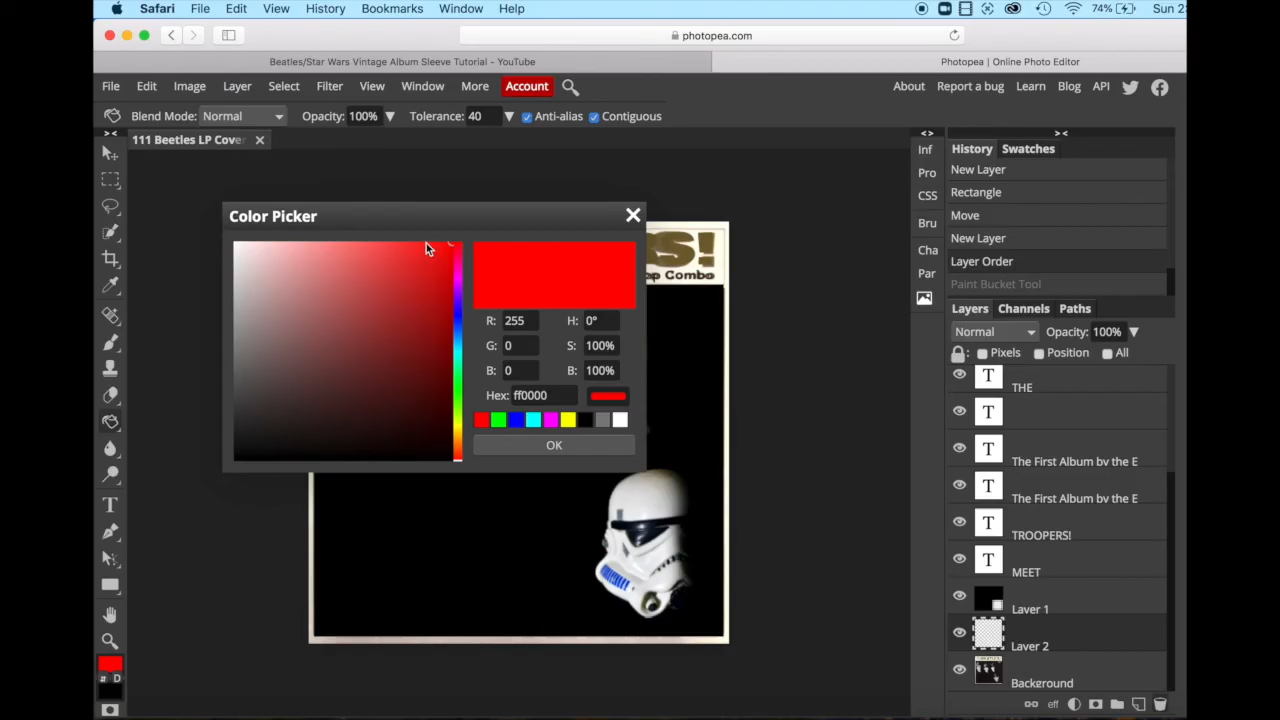 Safari File Edit View History Bookmarks Window Help 74% Sun 2
photopea.com
Beatles/Star Wars Vintage Album Sleeve Tutorial - YouTube Photopea | Online Photo Editor
File Edit Image Layer Select Filter View Window More Account About Report a bug Learn Blog API
Blend Mode: Normal Opacity: 100% Tolerance: 40 Anti-alias Contiguous
111 Beetles LP Cover
Color Picker
S!
op Combo
R: 255 H: 0°
G: 0 S: 100%
B: 0 B: 100%
Hex: ff0000
OK
Inf
Pro
CSS
Bru
Cha
Par
History Swatches
New Layer
Rectangle
Move
New Layer
Layer Order
Paint Bucket Tool
Layers Channels Paths
Normal Opacity: 100%
Pixels Position All
T THE
T
T The First Album by the E
T The First Album by the E
T TROOPERS!
T MEET
Layer 1
Layer 2
Background
eff
T
D